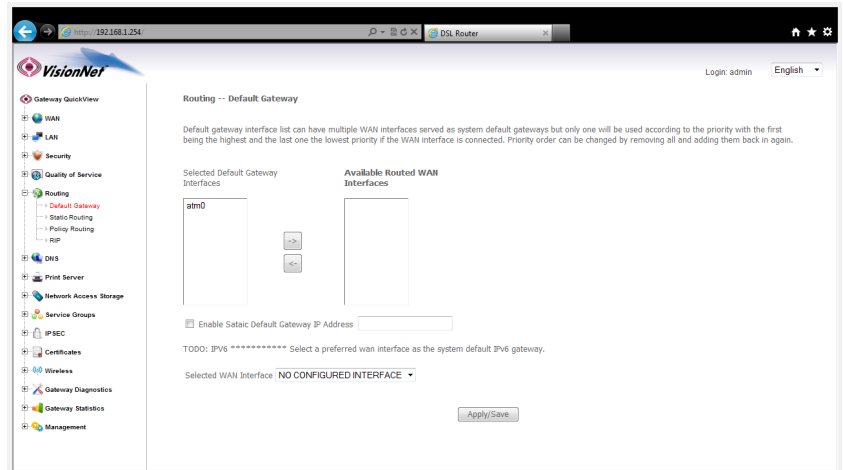 http://192.168.1.254/
DSL Router
VisionNet
Login: admin
English
Gateway QuickView
WAN
LAN
Security
Quality of Service
Routing
Default Gateway
Static Routing
Policy Routing
RIP
DNS
Print Server
Network Access Storage
Service Groups
IPSEC
Certificates
Wireless
Gateway Diagnostics
Gateway Statistics
Management
Routing -- Default Gateway
Default gateway interface list can have multiple WAN interfaces served as system default gateways but only one will be used according to the priority with the first
being the highest and the last one the lowest priority if the WAN interface is connected. Priority order can be changed by removing all and adding them back in again.
Selected Default Gateway
Interfaces
Available Routed WAN
Interfaces
atm0
->
<-
Enable Sataic Default Gateway IP Address
TODO: IPV6 *********** Select a preferred wan interface as the system default IPv6 gateway.
Selected WAN Interface NO CONFIGURED INTERFACE
Apply/Save